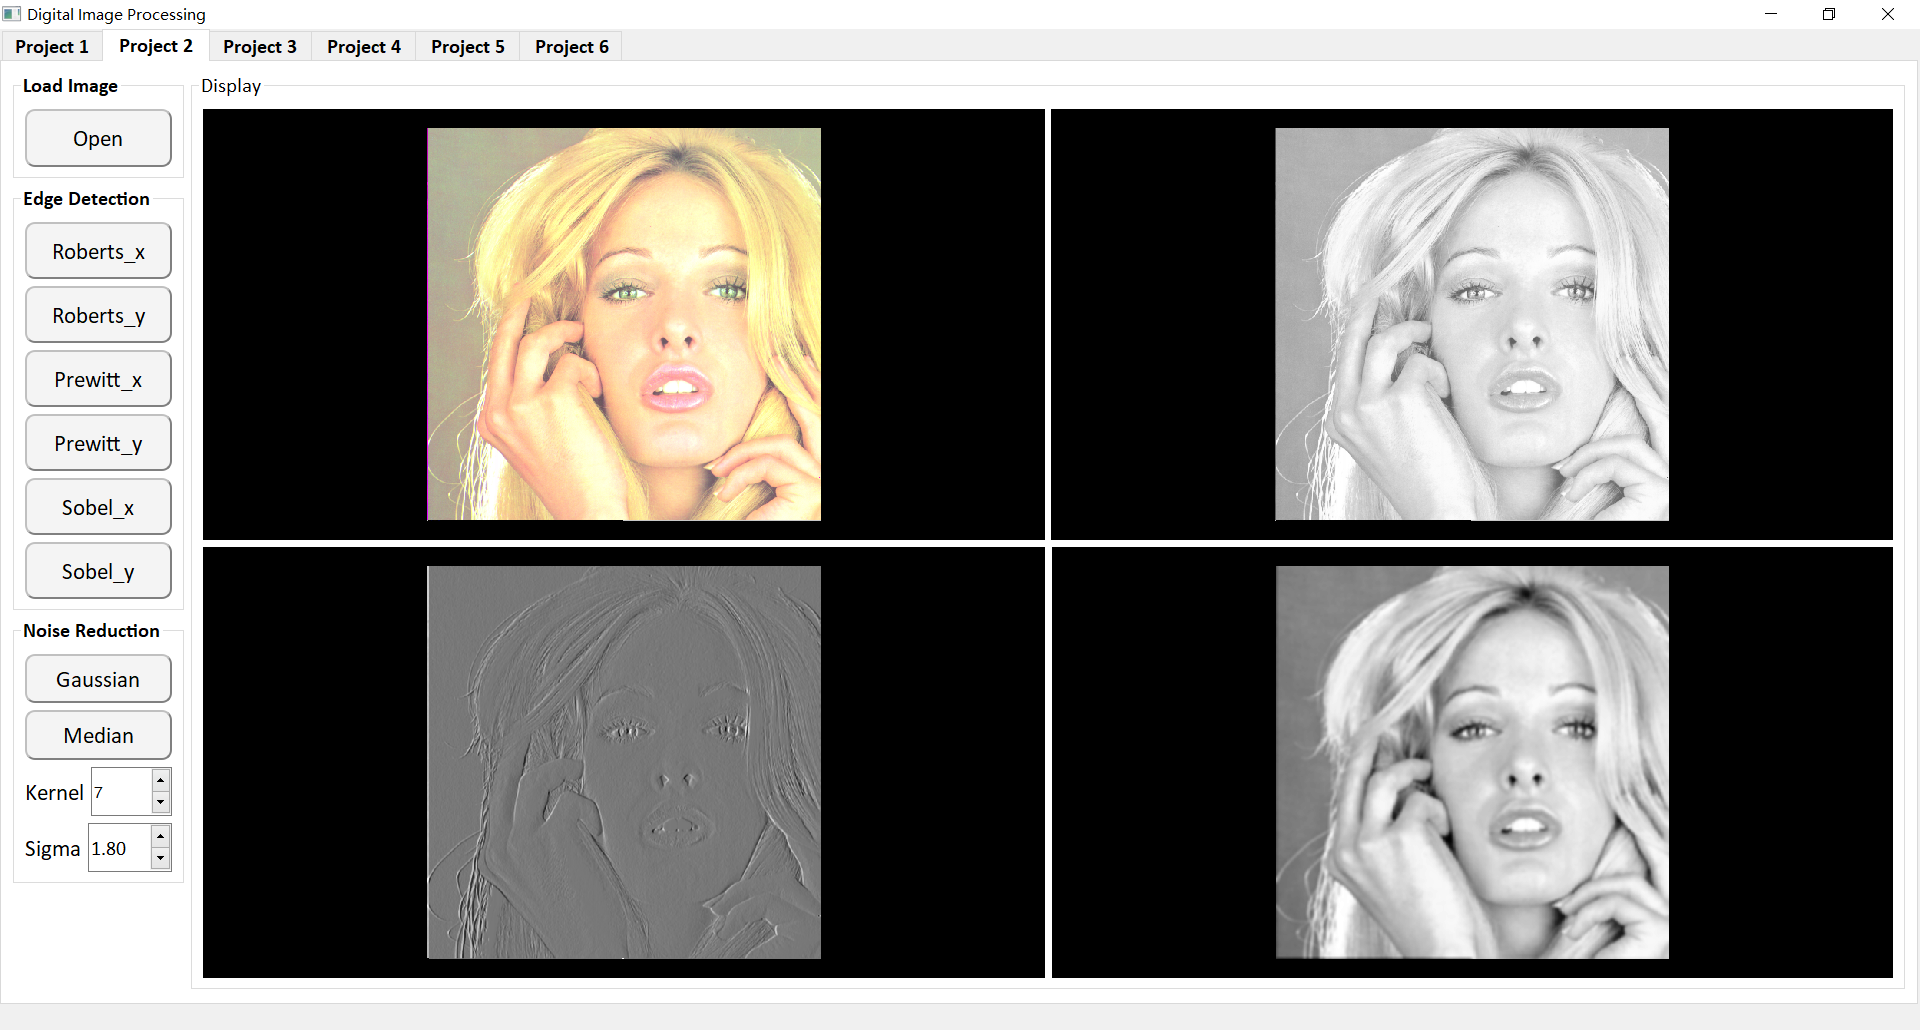 Digital Image Processing
Project 1 Project 2 Project 3 Project 4 Project 5 Project 6
Load Image
Open
Edge Detection
Roberts_x
Roberts_y
Prewitt_x
Prewitt_y
Sobel_x
Sobel_y
Noise Reduction
Gaussian
Median
Kernel 7
Sigma 1.80
Display